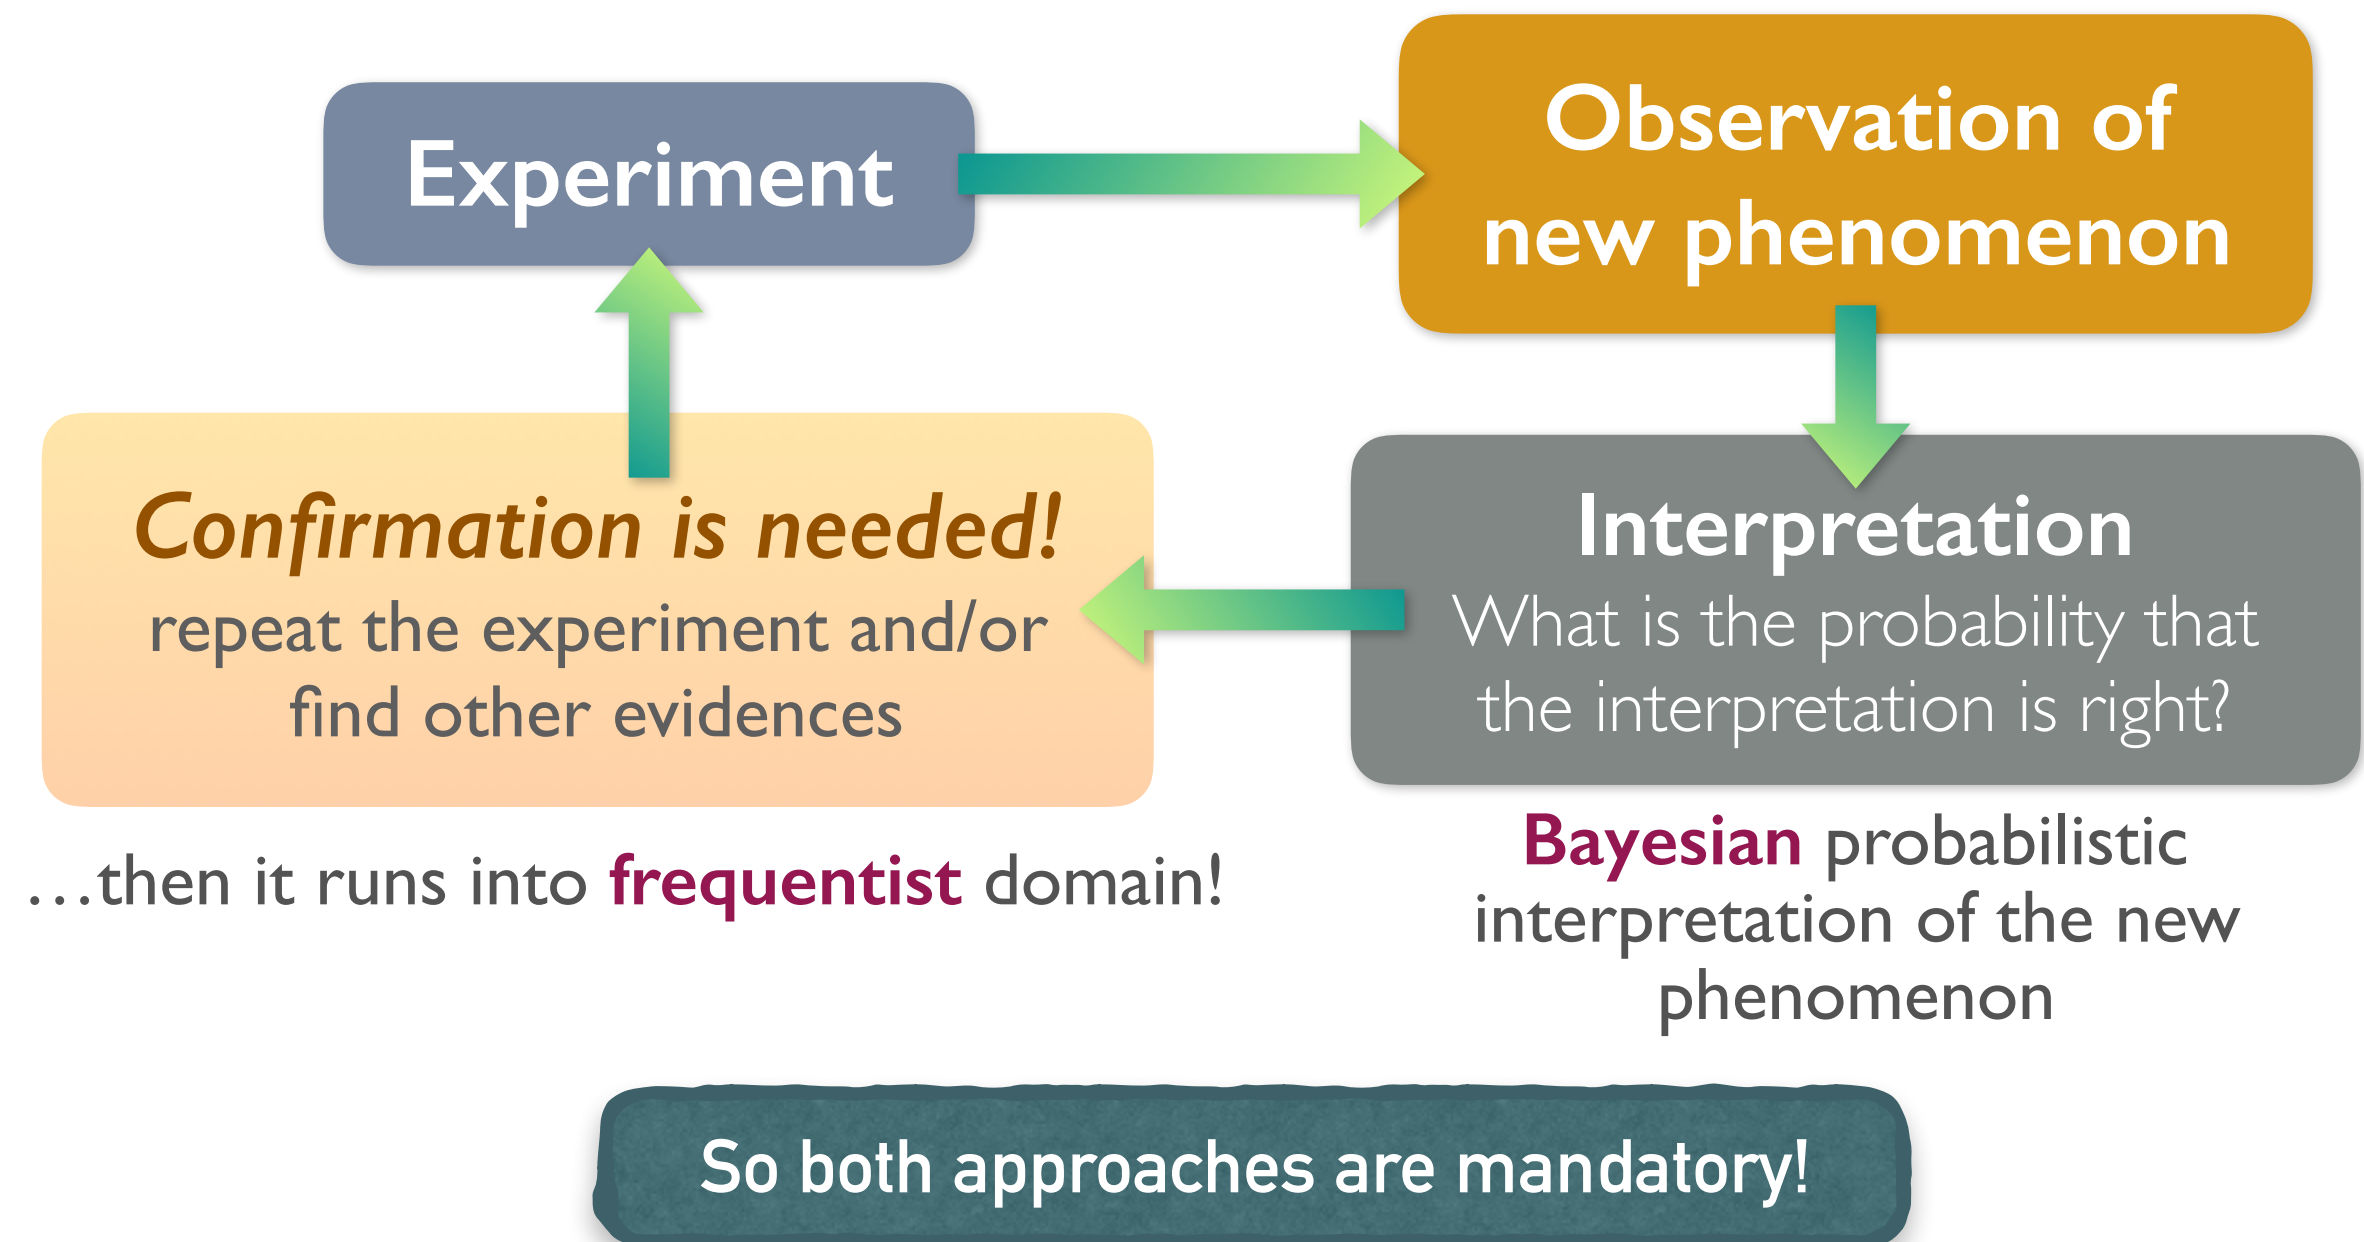 Experiment
Observation of
new phenomenon
Confirmation is needed!
repeat the experiment and/or
find other evidences
Interpretation
What is the probability that
the interpretation is right?
…then it runs into frequentist domain!
Bayesian probabilistic
interpretation of the new
phenomenon
So both approaches are mandatory!